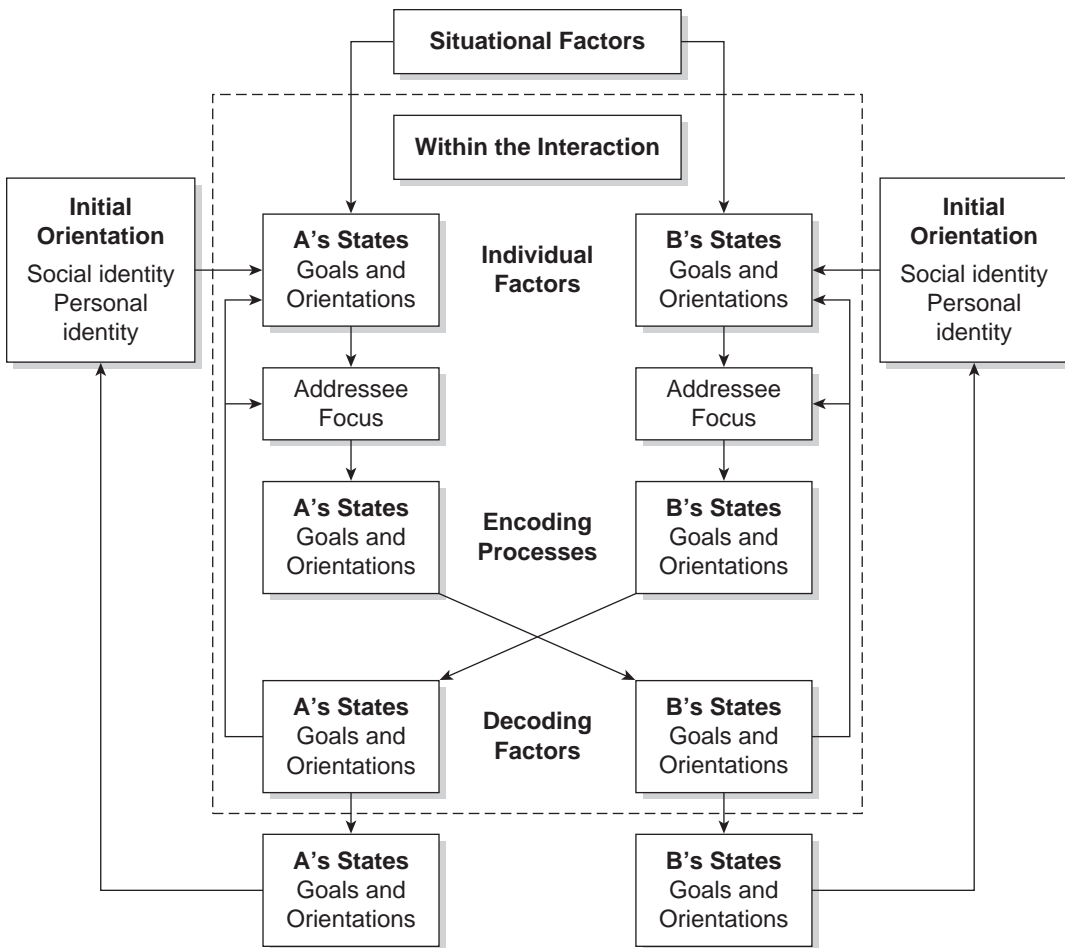 Situational Factors
Within the Interaction
Initial
Orientation
Social identity
Personal
identity
A's States
Goals and
Orientations
Individual
Factors
B's States
Goals and
Orientations
Initial
Orientation
Social identity
Personal
identity
Addressee
Focus
Addressee
Focus
A's States
Goals and
Orientations
Encoding
Processes
B's States
Goals and
Orientations
A's States
Goals and
Orientations
Decoding
Factors
B's States
Goals and
Orientations
A's States
Goals and
Orientations
B's States
Goals and
Orientations